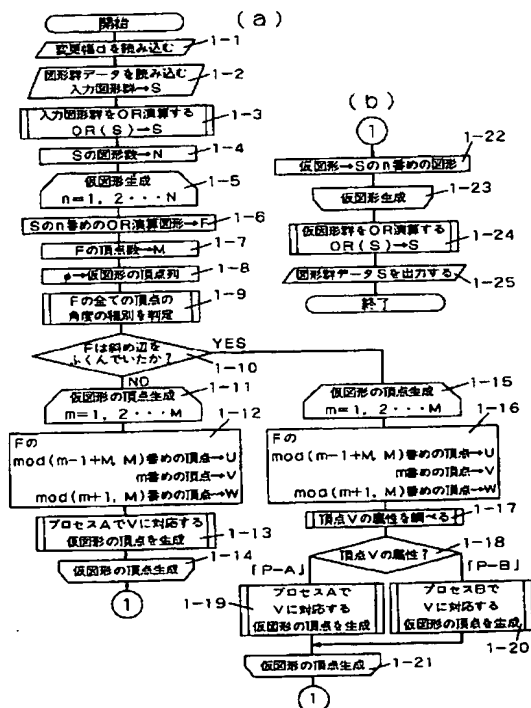 (a)
開始
変更幅dを読み込む
1-1
図形群データを読み込む
入力図形群→S
1-2
入力図形群をOR演算する
OR(S)→S
1-3
Sの図形数→N
1-4
仮図形生成
n=1, 2・・・N
1-5
Sのn番めのOR演算図形→F
1-6
Fの頂点数→M
1-7
φ→仮図形の頂点列
1-8
Fの全ての頂点の
角度の種別を判定
1-9
Fは斜め辺を
ふくんでいたか?
1-10
YES
NO
仮図形の頂点生成
m=1, 2・・・M
1-11
Fの
mod(m-1+M, M)番めの頂点→U
m番めの頂点→V
mod(m+1, M)番めの頂点→W
1-12
プロセスAでVに対応する
仮図形の頂点を生成
1-13
仮図形の頂点生成
1-14
1
仮図形の頂点生成
m=1, 2・・・M
1-15
Fの
mod(m-1+M, M)番めの頂点→U
m番めの頂点→V
mod(m+1, M)番めの頂点→W
1-16
頂点Vの属性を調べる
1-17
頂点Vの属性?
1-18
「P-A」
「P-B」
プロセスAで
Vに対応する
仮図形の頂点を生成
1-19
プロセスBで
Vに対応する
仮図形の頂点を生成
1-20
仮図形の頂点生成
1-21
1
(b)
1
仮図形→Sのn番めの図形
1-22
仮図形生成
1-23
仮図形群をOR演算する
OR(S)→S
1-24
図形群データSを出力する
1-25
終了